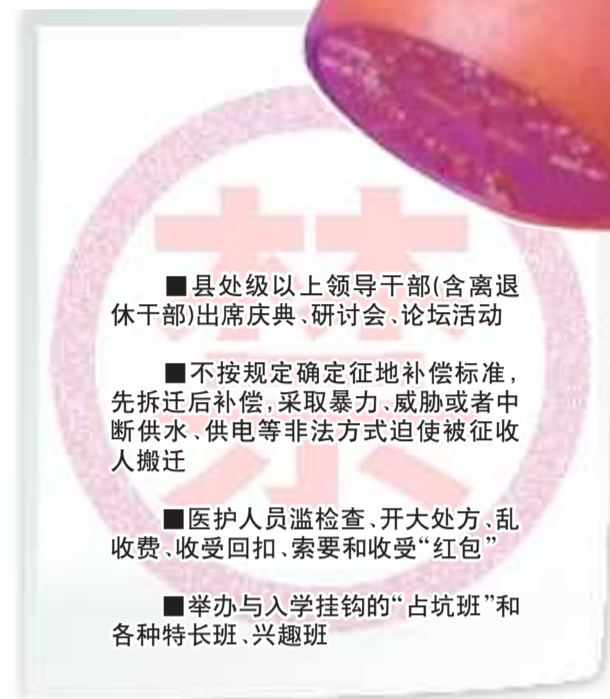 禁
■县处级以上领导干部(含离退
休干部)出席庆典、研讨会、论坛活动
■不按规定确定征地补偿标准,
先拆迁后补偿,采取暴力、威胁或者中
断供水、供电等非法方式迫使被征收
人搬迁
■医护人员滥检查、开大处方、乱
收费、收受回扣、索要和收受“红包”
■举办与入学挂钩的“占坑班”和
各种特长班、兴趣班